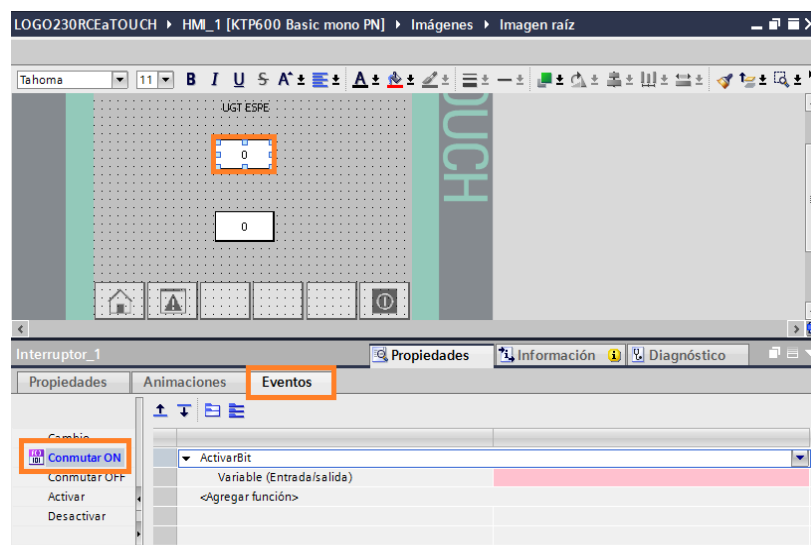 LOGO230RCEaTOUCH ▸ HMI_1 [KTP600 Basic mono PN] ▸ Imágenes ▸ Imagen raíz
Tahoma 11 B I U S A A
UGT ESPE
0
0
OUCH
Interruptor_1 Propiedades Información Diagnóstico
Propiedades Animaciones Eventos
Cambio
Conmutar ON ActivarBit
Conmutar OFF Variable (Entrada/salida)
Activar <Agregar función>
Desactivar